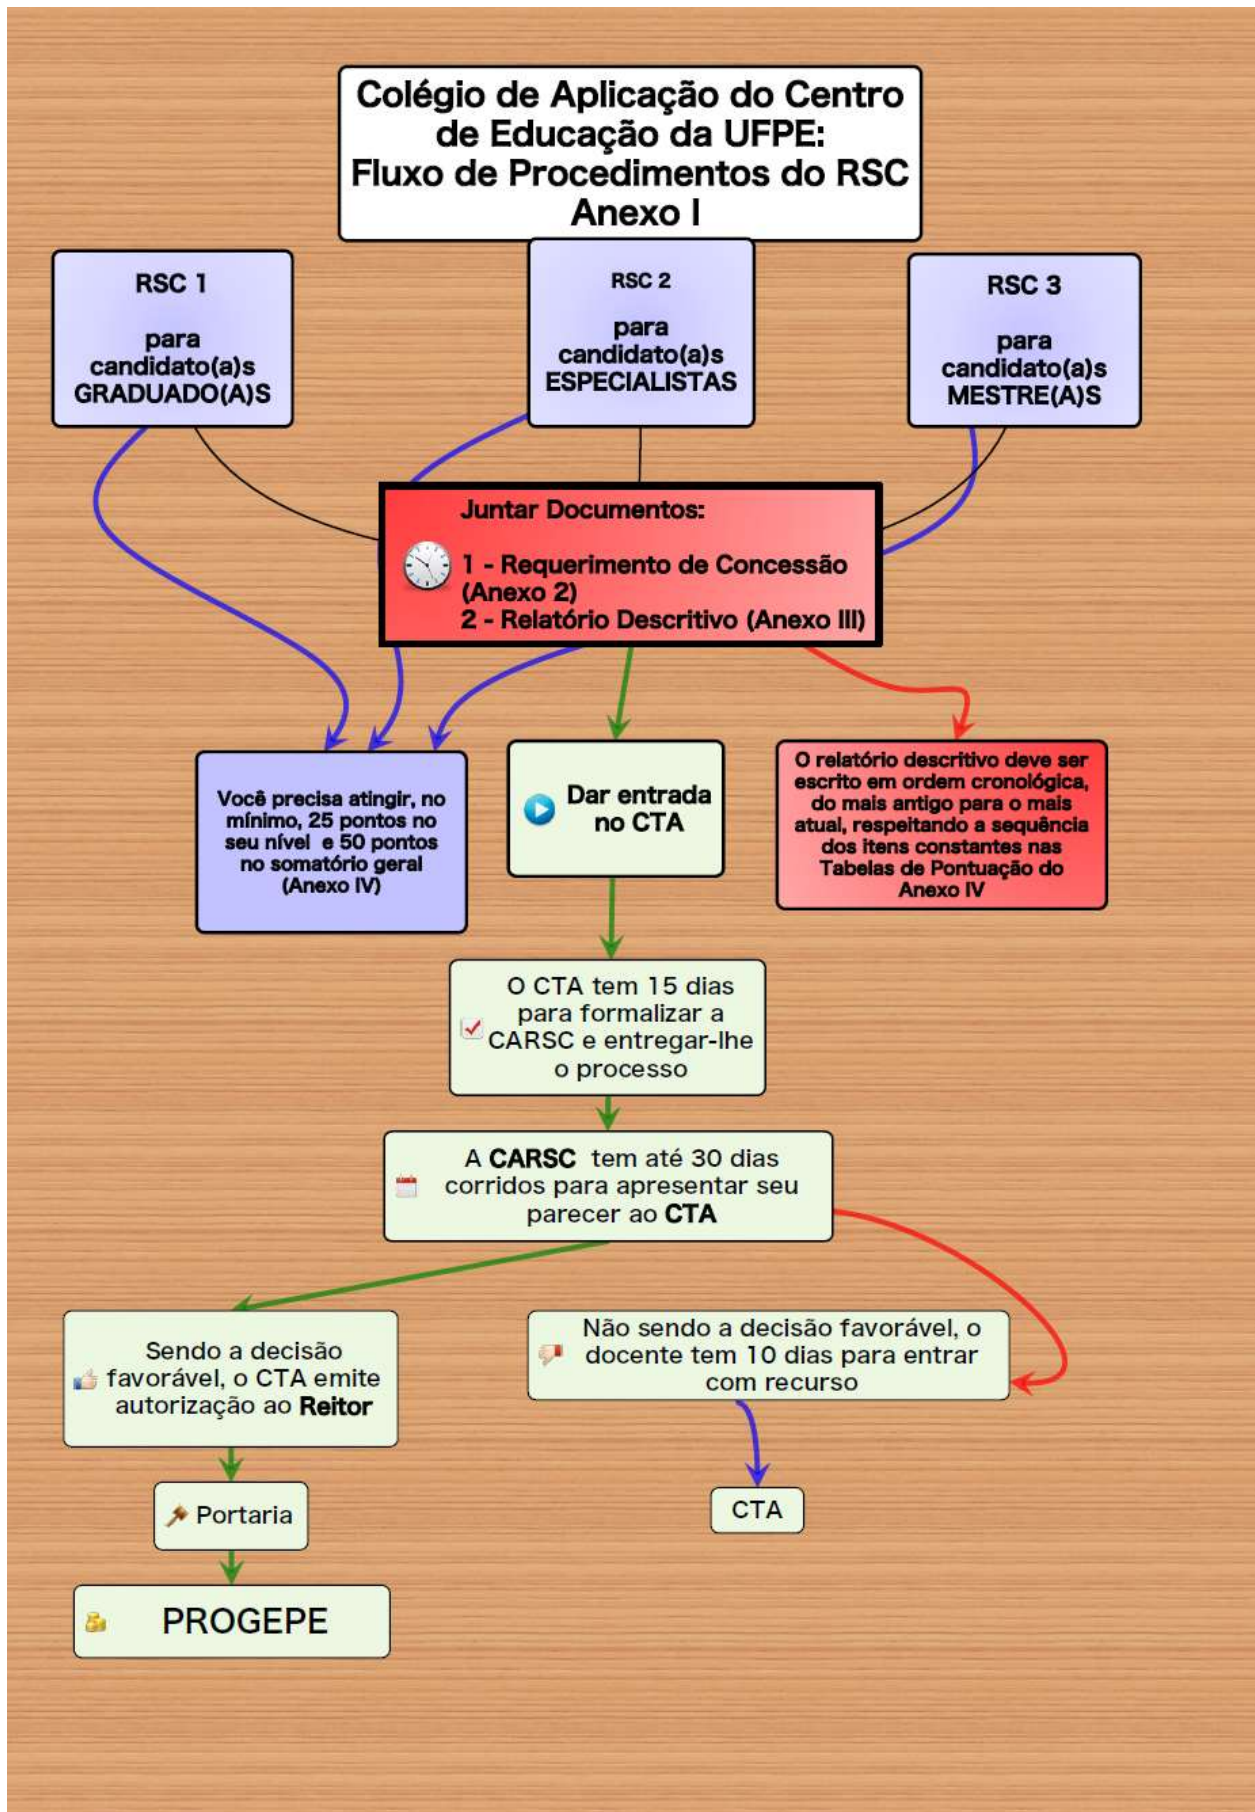 Colégio de Aplicação do Centro
de Educação da UFPE:
Fluxo de Procedimentos do RSC
Anexo I
RSC 1
para
candidato(a)s
GRADUADO(A)S
RSC 2
para
candidato(a)s
ESPECIALISTAS
RSC 3
para
candidato(a)s
MESTRE(A)S
Juntar Documentos:
1 - Requerimento de Concessão
(Anexo 2)
2 - Relatório Descritivo (Anexo III)
Você precisa atingir, no
mínimo, 25 pontos no
seu nível e 50 pontos
no somatório geral
(Anexo IV)
Dar entrada
no CTA
O relatório descritivo deve ser
escrito em ordem cronológica,
do mais antigo para o mais
atual, respeitando a sequência
dos itens constantes nas
Tabelas de Pontuação do
Anexo IV
O CTA tem 15 dias
para formalizar a
CARSC e entregar-lhe
o processo
A CARSC tem até 30 dias
corridos para apresentar seu
parecer ao CTA
Sendo a decisão
favorável, o CTA emite
autorização ao Reitor
Não sendo a decisão favorável, o
docente tem 10 dias para entrar
com recurso
Portaria
CTA
PROGEPE